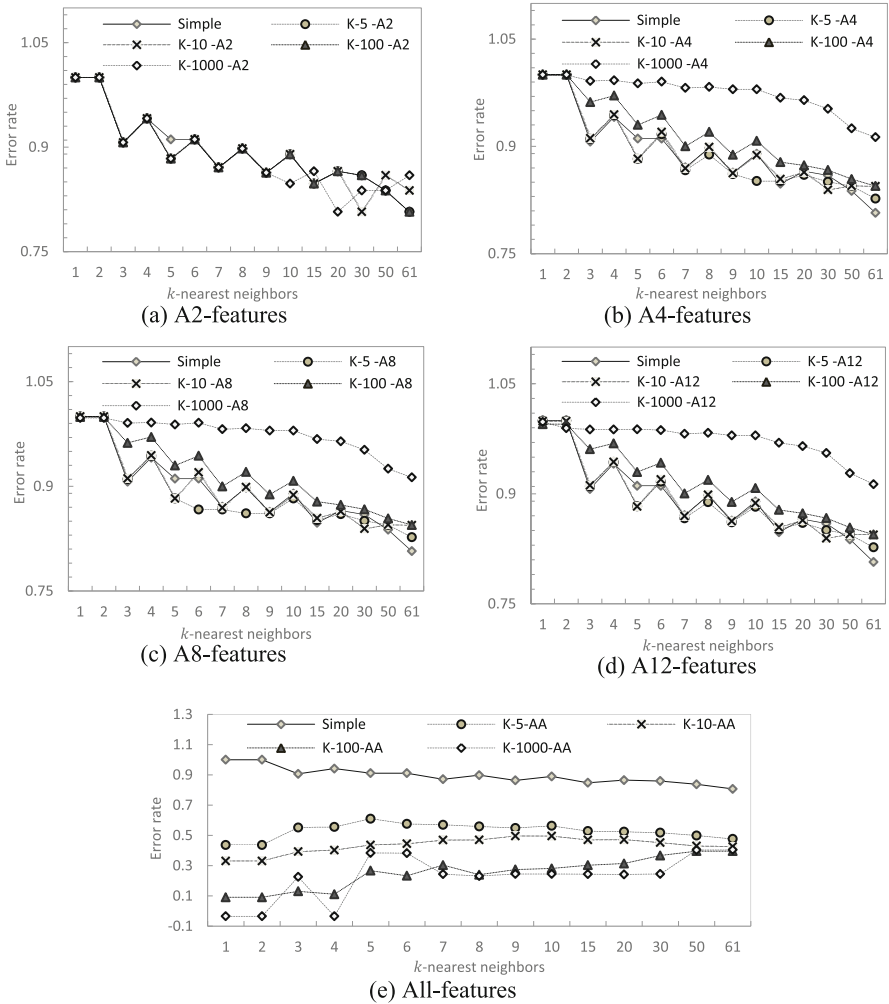 Simple
K-5 -A2
K-10 -A2
K-100 -A2
K-1000 -A2
1.05
0.9
0.75
Error rate
1 2 3 4 5 6 7 8 9 10 15 20 30 50 61
k-nearest neighbors
(a) A2-features
Simple
K-5 -A4
K-10 -A4
K-100 -A4
K-1000 -A4
1.05
0.9
0.75
Error rate
1 2 3 4 5 6 7 8 9 10 15 20 30 50 61
k-nearest neighbors
(b) A4-features
Simple
K-5 -A8
K-10 -A8
K-100 -A8
K-1000 -A8
1.05
0.9
0.75
Error rate
1 2 3 4 5 6 7 8 9 10 15 20 30 50 61
k-nearest neighbors
(c) A8-features
Simple
K-5 -A12
K-10 -A12
K-100 -A12
K-1000 -A12
1.05
0.9
0.75
Error rate
1 2 3 4 5 6 7 8 9 10 15 20 30 50 61
k-nearest neighbors
(d) A12-features
Simple
K-5-AA
K-10-AA
K-100-AA
K-1000-AA
1.3
1.1
0.9
0.7
0.5
0.3
0.1
-0.1
Error rate
1 2 3 4 5 6 7 8 9 10 15 20 30 50 61
k-nearest neighbors
(e) All-features